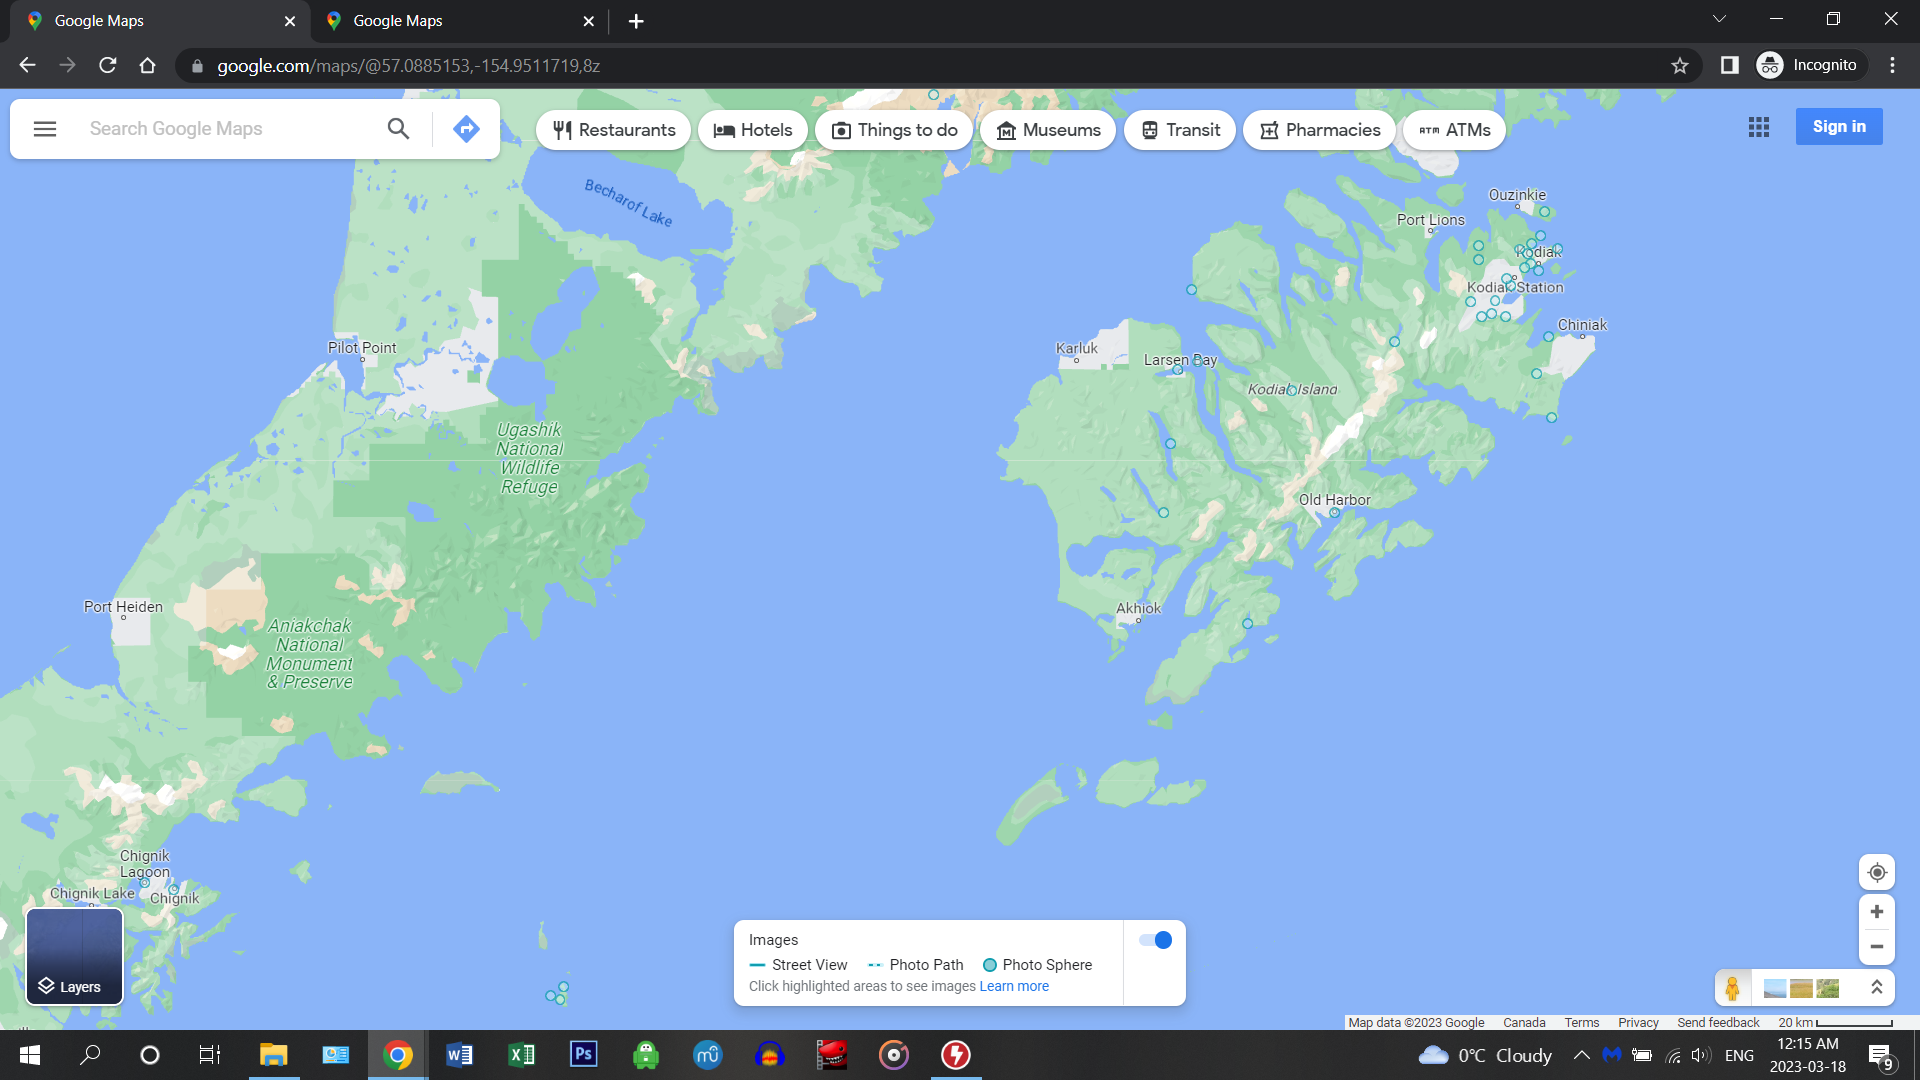 Google Maps
Google Maps
google.com/maps/@57.0885153,-154.9511719,8z
Incognito
Search Google Maps
Restaurants
Hotels
Things to do
Museums
Transit
Pharmacies
ATM ATMs
Sign in
Becharof Lake
Ouzinkie
Port Lions
Kodiak
Kodiak Station
Chiniak
Pilot Point
Karluk
Larsen Bay
Kodiak Island
Ugashik
National
Wildlife
Refuge
Old Harbor
Port Heiden
Akhiok
Aniakchak
National
Monument
& Preserve
Chignik
Lagoon
Chignik Lake
Chignik
Layers
Images
Street View
Photo Path
Photo Sphere
Click highlighted areas to see images Learn more
Map data ©2023 Google
Canada
Terms
Privacy
Send feedback
20 km
W
X
Ps
mu
0°C Cloudy
ENG
12:15 AM
2023-03-18
9